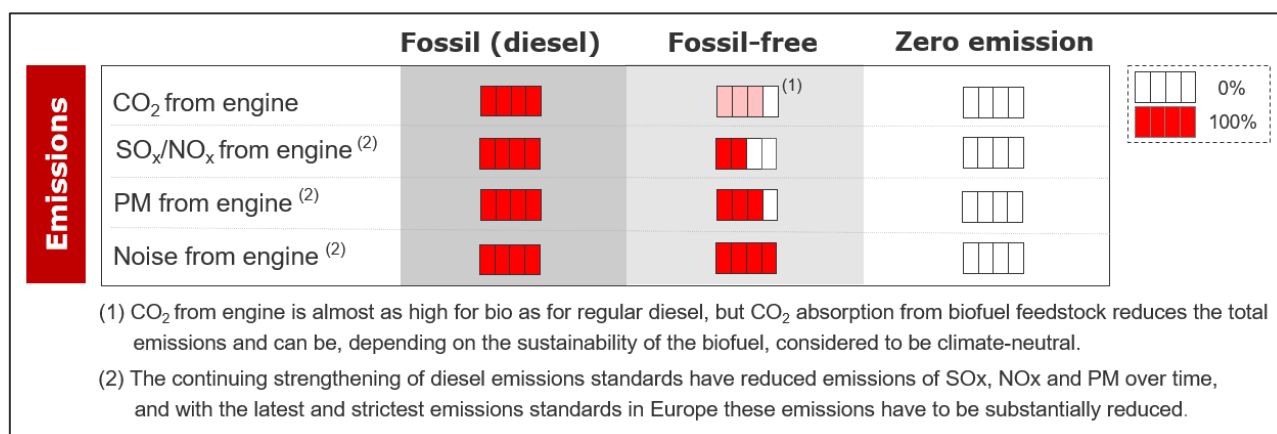 Fossil (diesel) Fossil-free Zero emission
Emissions
CO₂ from engine (1)
SOₓ/NOₓ from engine (2)
PM from engine (2)
Noise from engine (2)
0%
100%
(1) CO₂ from engine is almost as high for bio as for regular diesel, but CO₂ absorption from biofuel feedstock reduces the total
emissions and can be, depending on the sustainability of the biofuel, considered to be climate-neutral.
(2) The continuing strengthening of diesel emissions standards have reduced emissions of SOx, NOx and PM over time,
and with the latest and strictest emissions standards in Europe these emissions have to be substantially reduced.